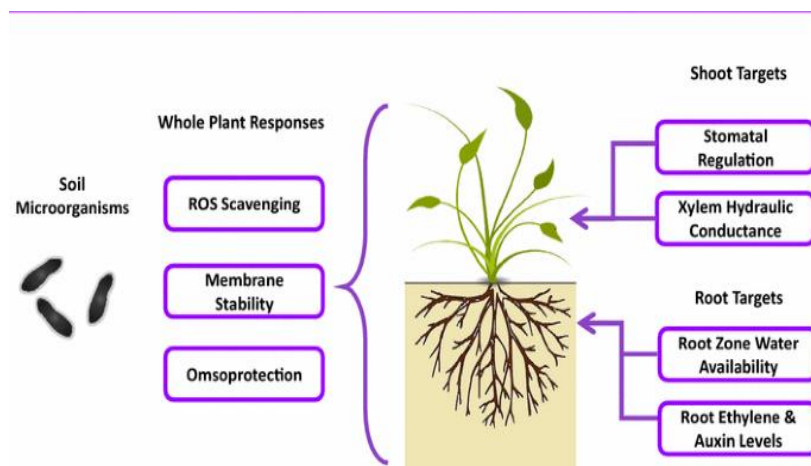 Soil
Microorganisms
Whole Plant Responses
ROS Scavenging
Membrane
Stability
Omsoprotection
Shoot Targets
Stomatal
Regulation
Xylem Hydraulic
Conductance
Root Targets
Root Zone Water
Availability
Root Ethylene &
Auxin Levels